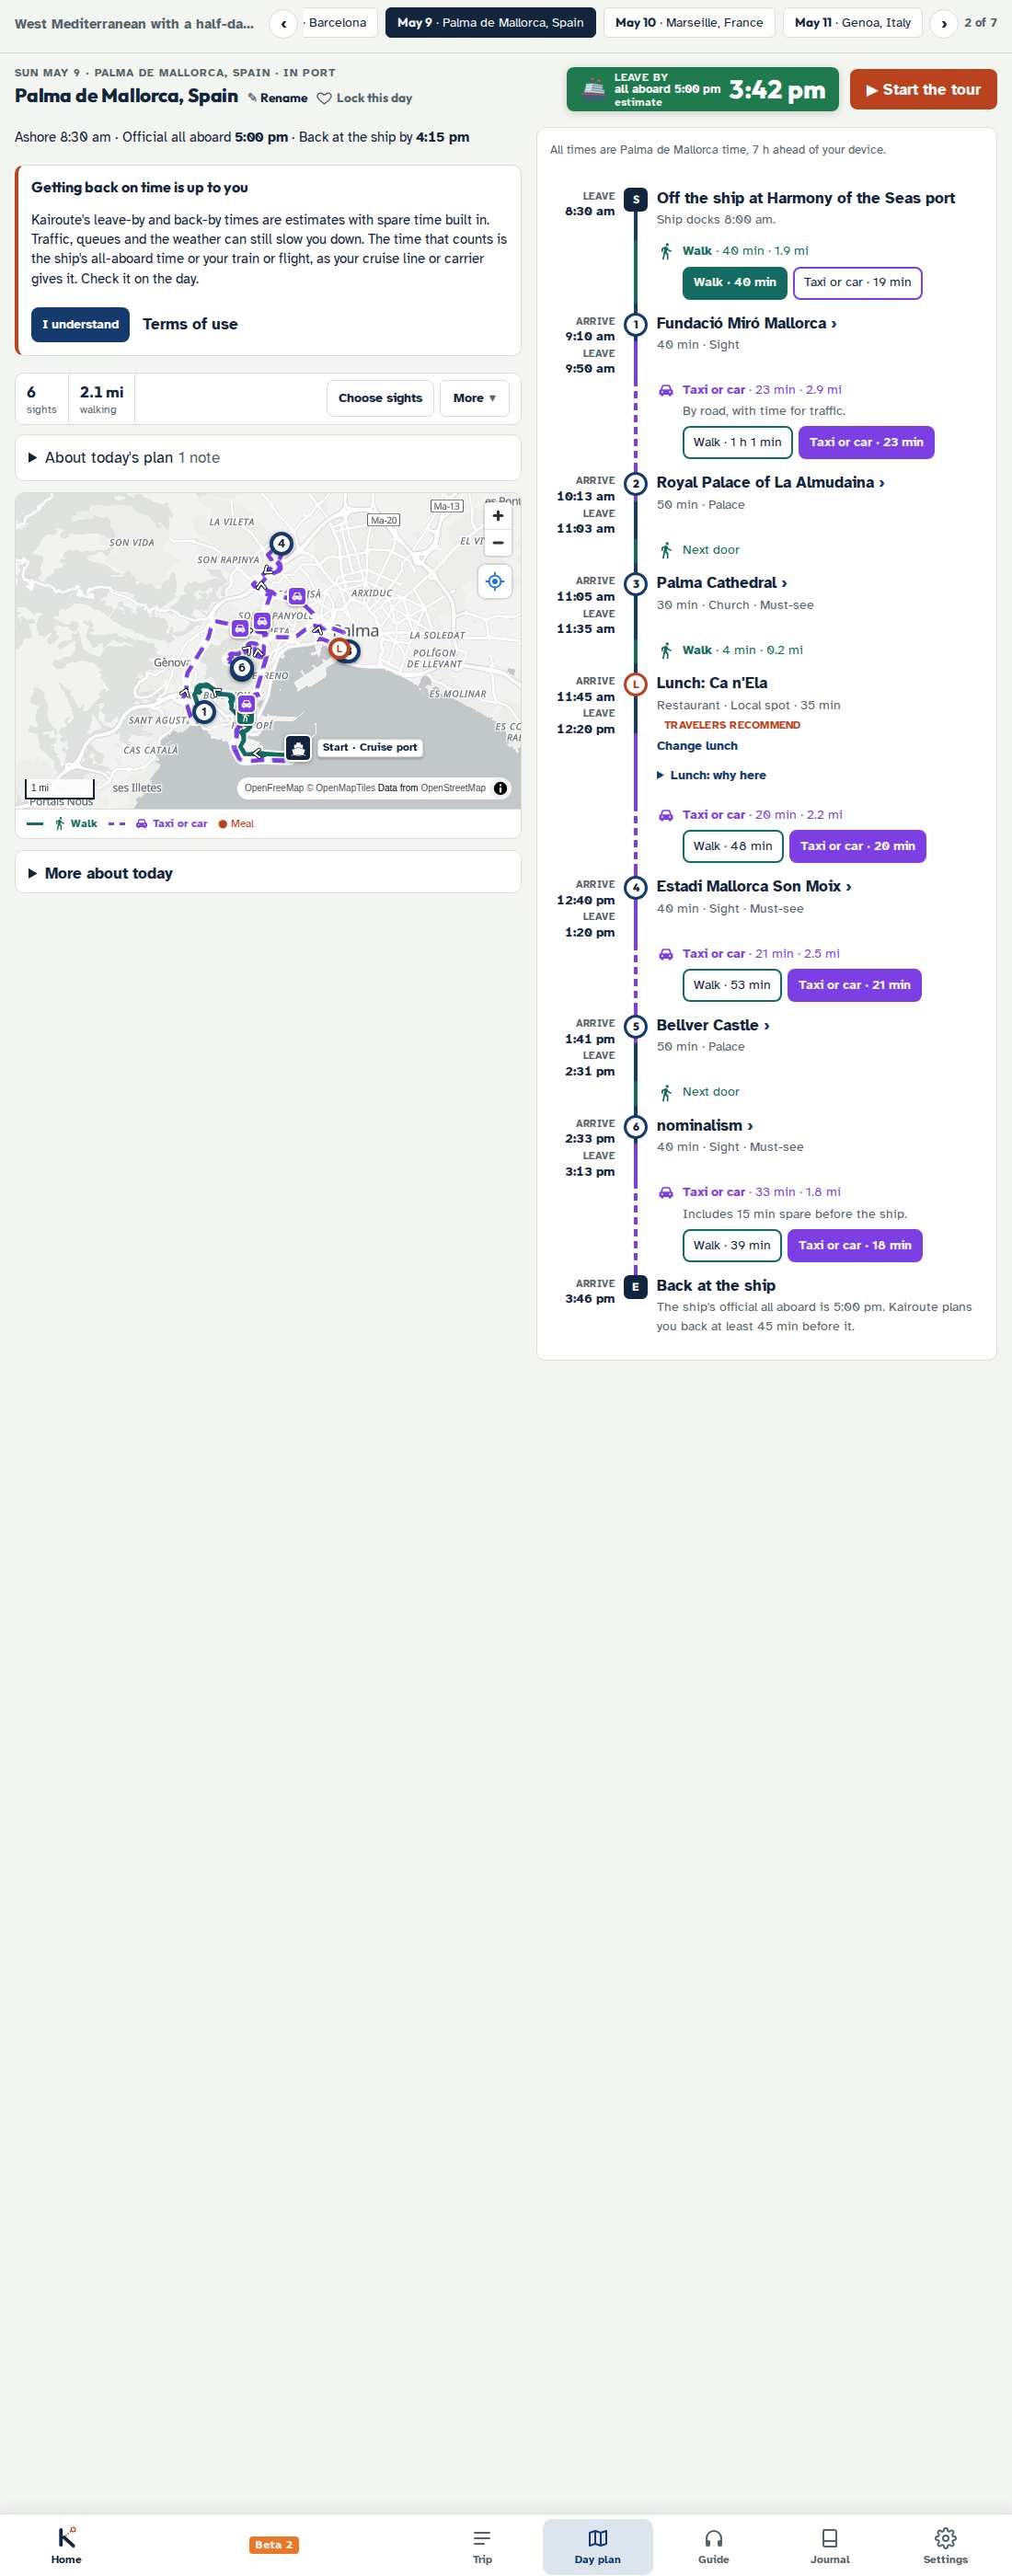 West Mediterranean with a half-da...
‹
· Barcelona
May 9 · Palma de Mallorca, Spain
May 10 · Marseille, France
May 11 · Genoa, Italy
›
2 of 7
SUN MAY 9 · PALMA DE MALLORCA, SPAIN · IN PORT
Palma de Mallorca, Spain
✎ Rename
Lock this day
LEAVE BY
all aboard 5:00 pm
estimate
3:42 pm
▶ Start the tour
Ashore 8:30 am · Official all aboard 5:00 pm · Back at the ship by 4:15 pm
Getting back on time is up to you
Kairoute's leave-by and back-by times are estimates with spare time built in.
Traffic, queues and the weather can still slow you down. The time that counts is
the ship's all-aboard time or your train or flight, as your cruise line or carrier
gives it. Check it on the day.
I understand
Terms of use
6
sights
2.1 mi
walking
Choose sights
More ▼
▶ About today's plan 1 note
Ma-13
Ma-20
LA VILETA
SON VIDA
SON RAPINYA
4
ARXIDUC
Palma
LA SOLEDAT
POLÍGON
DE LLEVANT
L
Gènova
6
ES MOLINAR
1
SANT AGUSTÍ
CAS CATALÀ
Start · Cruise port
1 mi
ses Illetes
Portals Nous
+
−
OpenFreeMap © OpenMapTiles Data from OpenStreetMap
Walk
Taxi or car
Meal
▶ More about today
All times are Palma de Mallorca time, 7 h ahead of your device.
LEAVE
8:30 am
S
Off the ship at Harmony of the Seas port
Ship docks 8:00 am.
Walk · 40 min · 1.9 mi
Walk · 40 min
Taxi or car · 19 min
ARRIVE
9:10 am
LEAVE
9:50 am
1
Fundació Miró Mallorca ›
40 min · Sight
Taxi or car · 23 min · 2.9 mi
By road, with time for traffic.
Walk · 1 h 1 min
Taxi or car · 23 min
ARRIVE
10:13 am
LEAVE
11:03 am
2
Royal Palace of La Almudaina ›
50 min · Palace
Next door
ARRIVE
11:05 am
LEAVE
11:35 am
3
Palma Cathedral ›
30 min · Church · Must-see
Walk · 4 min · 0.2 mi
ARRIVE
11:45 am
LEAVE
12:20 pm
L
Lunch: Ca n'Ela
Restaurant · Local spot · 35 min
TRAVELERS RECOMMEND
Change lunch
▶ Lunch: why here
Taxi or car · 20 min · 2.2 mi
Walk · 48 min
Taxi or car · 20 min
ARRIVE
12:40 pm
LEAVE
1:20 pm
4
Estadi Mallorca Son Moix ›
40 min · Sight · Must-see
Taxi or car · 21 min · 2.5 mi
Walk · 53 min
Taxi or car · 21 min
ARRIVE
1:41 pm
LEAVE
2:31 pm
5
Bellver Castle ›
50 min · Palace
Next door
ARRIVE
2:33 pm
LEAVE
3:13 pm
6
nominalism ›
40 min · Sight · Must-see
Taxi or car · 33 min · 1.8 mi
Includes 15 min spare before the ship.
Walk · 39 min
Taxi or car · 18 min
ARRIVE
3:46 pm
E
Back at the ship
The ship's official all aboard is 5:00 pm. Kairoute plans
you back at least 45 min before it.
Home
Beta 2
Trip
Day plan
Guide
Journal
Settings